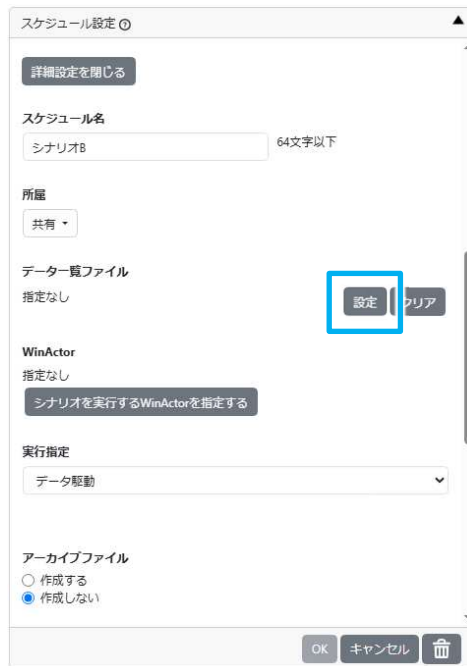 スケジュール設定
詳細設定を閉じる
スケジュール名
シナリオB
64文字以下
所属
共有
データ一覧ファイル
指定なし
設定
クリア
WinActor
指定なし
シナリオを実行するWinActorを指定する
実行指定
データ駆動
アーカイブファイル
作成する
作成しない
OK
キャンセル